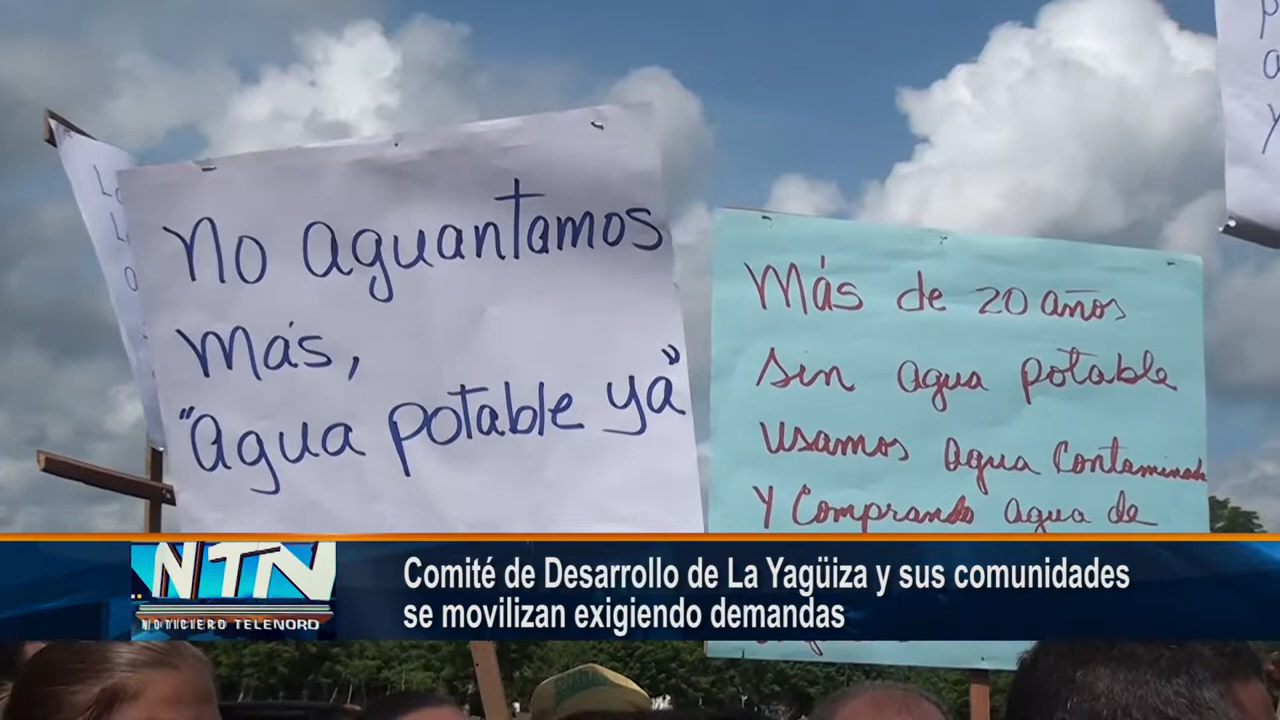 No aguantamos
Más,
"Agua potable ya"
Más de 20 años
sin agua potable
Usamos agua Contaminada
Y Comprando agua de
NTN
NOTICIERO TELENORD
Comité de Desarrollo de La Yagüiza y sus comunidades
se movilizan exigiendo demandas